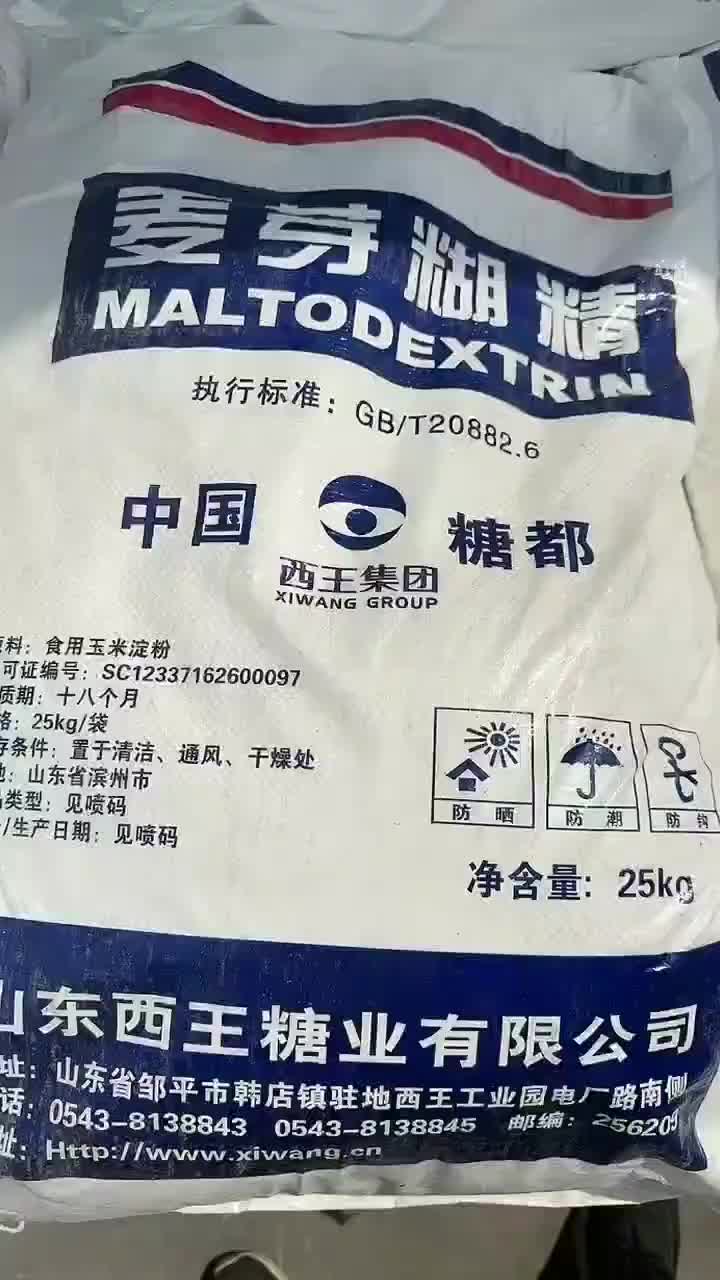 麦芽糊精
MALTODEXTRIN
执行标准：GB/T20882.6
中国
糖都
西王集团
XIWANG GROUP
料：食用玉米淀粉
可证编号：SC12337162600097
质期：十八个月
格：25kg/袋
存条件：置于清洁、通风、干燥处
地：山东省滨州市
品类型：见喷码
/生产日期：见喷码
防晒
防潮
防钩
净含量：25kg
山东西王糖业有限公司
址：山东省邹平市韩店镇驻地西王工业园电厂路南侧
话：0543-8138843 0543-8138845 邮编：256209
址：Http://www.xiwang.cn